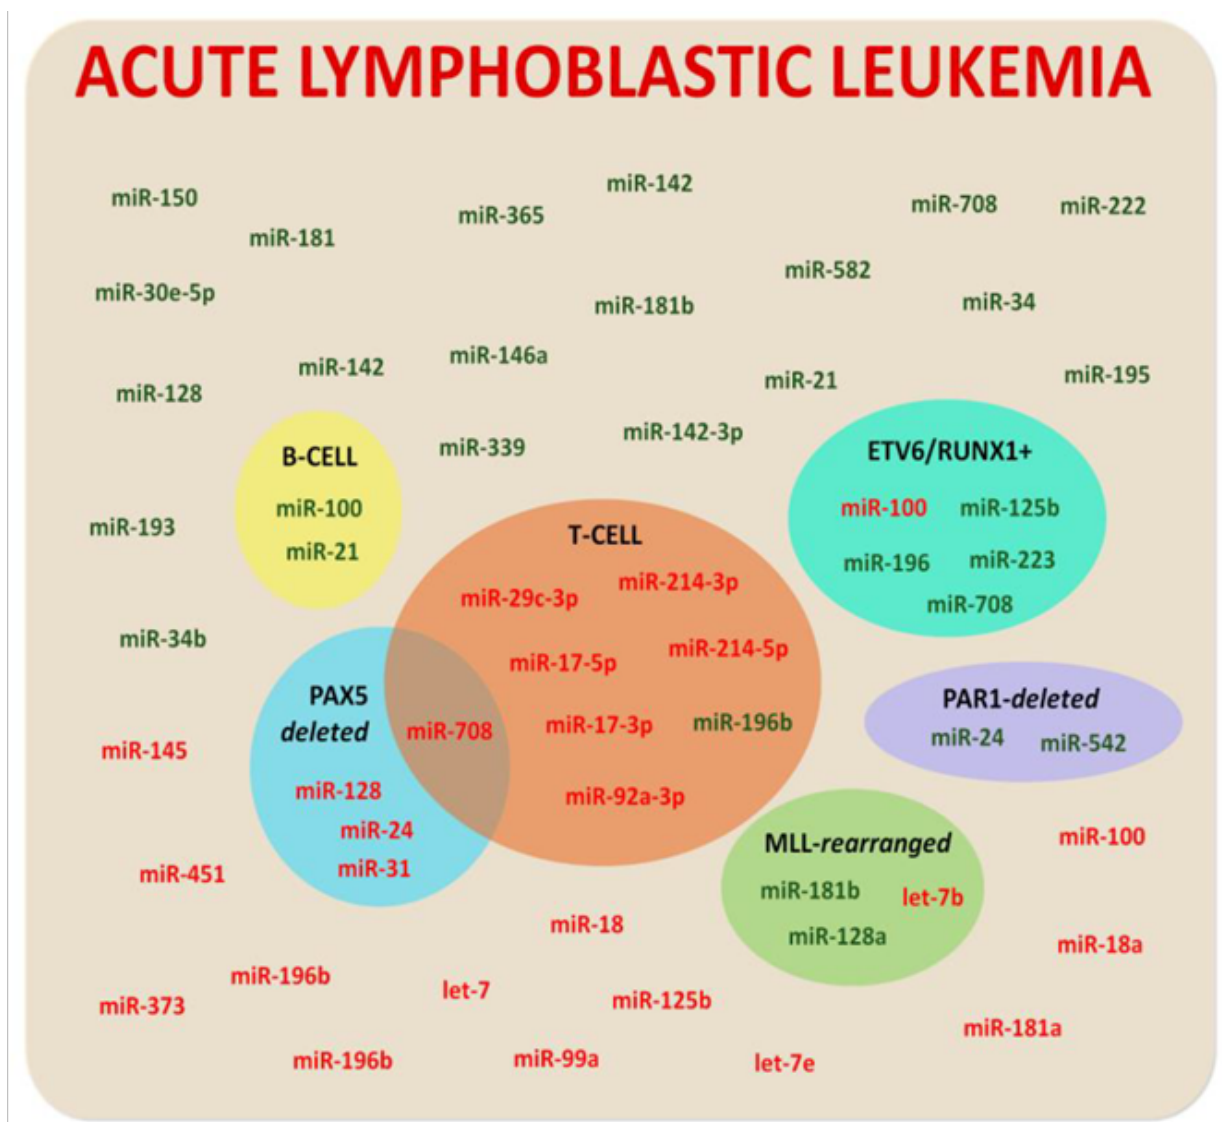 ACUTE LYMPHOBLASTIC LEUKEMIA
miR-142
miR-150
miR-708
miR-222
miR-365
miR-181
miR-582
miR-30e-5p
miR-181b
miR-34
miR-146a
miR-142
miR-21
miR-195
miR-128
miR-339
miR-142-3p
B-CELL
miR-100
miR-21
ETV6/RUNX1+
miR-100
miR-125b
miR-196
miR-223
miR-708
miR-193
T-CELL
miR-29c-3p
miR-214-3p
miR-17-5p
miR-214-5p
miR-17-3p
miR-196b
miR-92a-3p
miR-34b
PAX5
deleted
miR-708
miR-128
miR-24
miR-31
PAR1-deleted
miR-24
miR-542
miR-145
MLL-rearranged
miR-181b
let-7b
miR-128a
miR-100
miR-451
miR-18
miR-18a
miR-196b
let-7
miR-125b
miR-373
miR-181a
miR-196b
miR-99a
let-7e